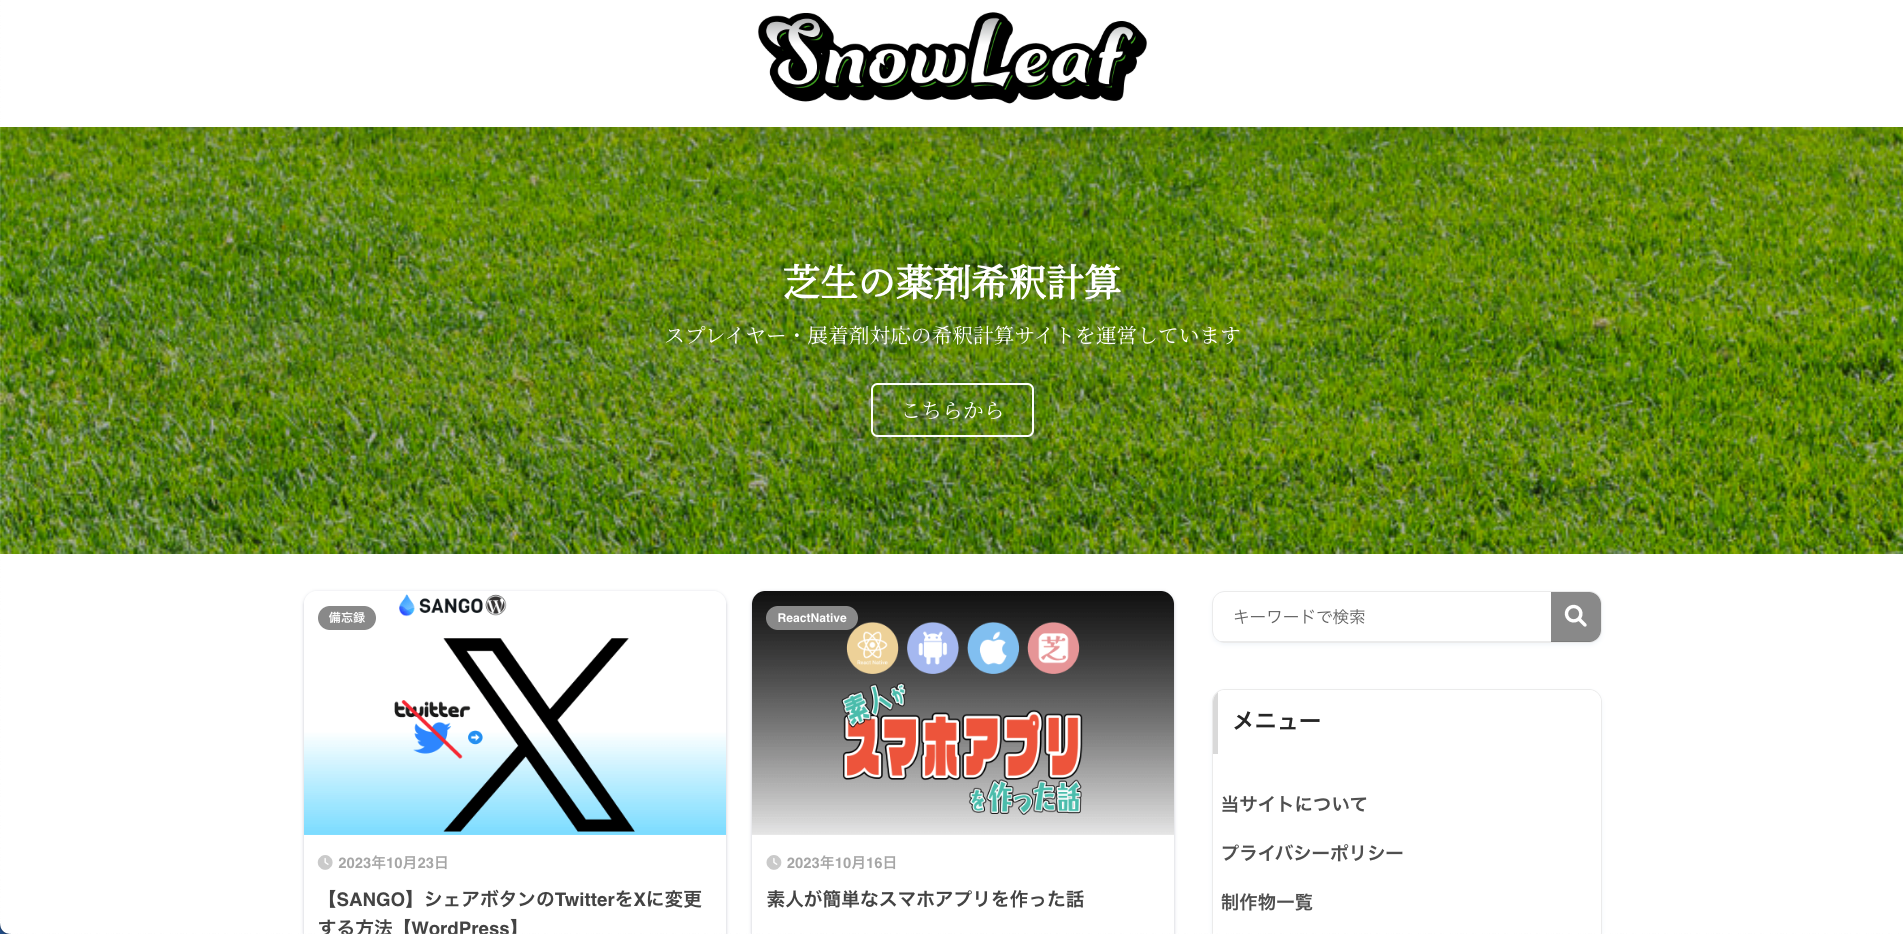 SnowLeaf
芝生の薬剤希釈計算
スプレイヤー・展着剤対応の希釈計算サイトを運営しています
こちらから
備忘録
SANGO
twitter
2023年10月23日
【SANGO】シェアボタンのTwitterをXに変更
する方法【WordPress】
ReactNative
React Native
芝
素人が
スマホアプリ
を作った話
2023年10月16日
素人が簡単なスマホアプリを作った話
キーワードで検索
メニュー
当サイトについて
プライバシーポリシー
制作物一覧